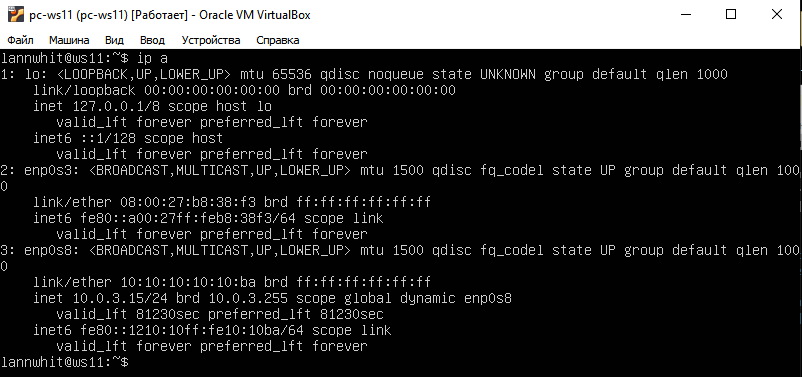 pc-ws11 (pc-ws11) [Работает] - Oracle VM VirtualBox
Файл Машина Вид Ввод Устройства Справка
lannwhit@ws11:~$ ip a
1: lo: <LOOPBACK,UP,LOWER_UP> mtu 65536 qdisc noqueue state UNKNOWN group default qlen 1000
    link/loopback 00:00:00:00:00:00 brd 00:00:00:00:00:00
    inet 127.0.0.1/8 scope host lo
       valid_lft forever preferred_lft forever
    inet6 ::1/128 scope host
       valid_lft forever preferred_lft forever
2: enp0s3: <BROADCAST,MULTICAST,UP,LOWER_UP> mtu 1500 qdisc fq_codel state UP group default qlen 100
0
    link/ether 08:00:27:b8:38:f3 brd ff:ff:ff:ff:ff:ff
    inet6 fe80::a00:27ff:feb8:38f3/64 scope link
       valid_lft forever preferred_lft forever
3: enp0s8: <BROADCAST,MULTICAST,UP,LOWER_UP> mtu 1500 qdisc fq_codel state UP group default qlen 100
0
    link/ether 10:10:10:10:10:ba brd ff:ff:ff:ff:ff:ff
    inet 10.0.3.15/24 brd 10.0.3.255 scope global dynamic enp0s8
       valid_lft 81230sec preferred_lft 81230sec
    inet6 fe80::1210:10ff:fe10:10ba/64 scope link
       valid_lft forever preferred_lft forever
lannwhit@ws11:~$